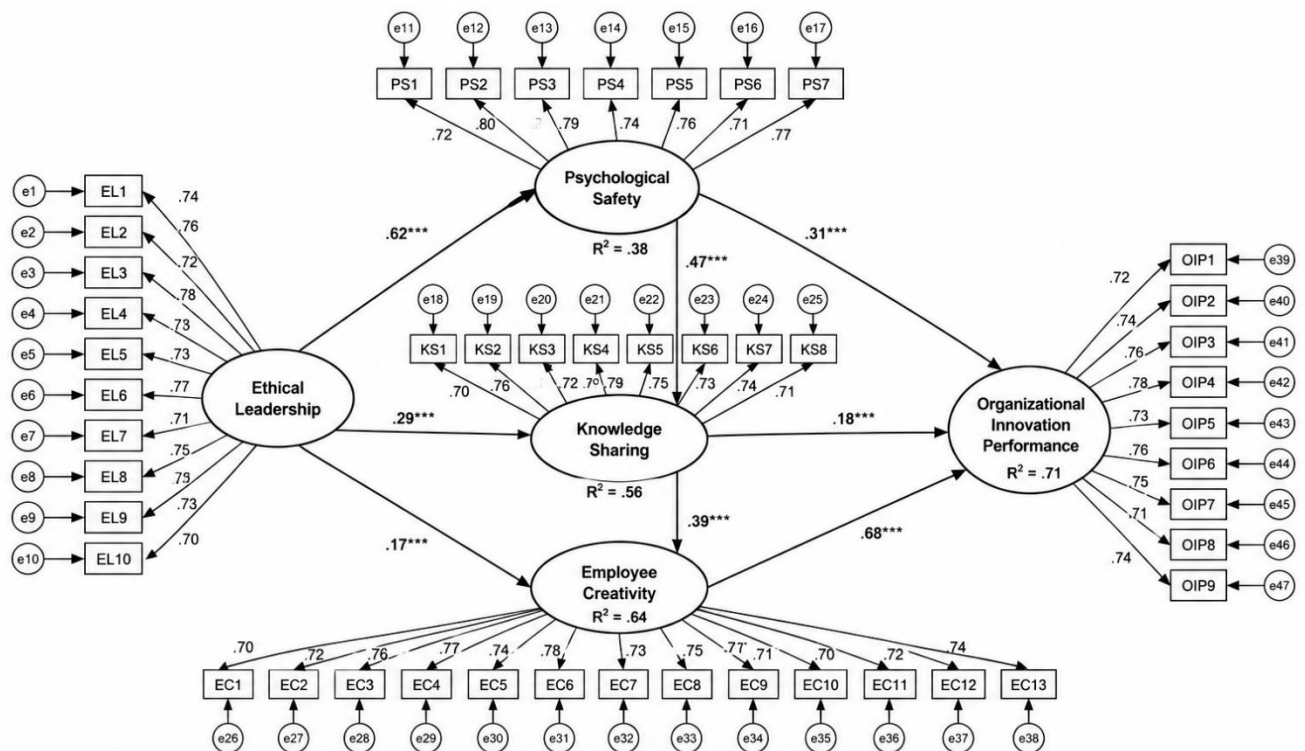 e11 e12 e13 e14 e15 e16 e17
PS1 PS2 PS3 PS4 PS5 PS6 PS7
.72 .80 .79 .74 .76 .71 .77
Psychological
Safety
R² = .38
e1 EL1 .74
e2 EL2 .76
e3 EL3 .72
e4 EL4 .78
e5 EL5 .73
e6 EL6 .73
e7 EL7 .77
e8 EL8 .71
e9 EL9 .75
e10 EL10 .73
.70
Ethical
Leadership
.62***
.29***
.17***
.47***
.31***
e18 e19 e20 e21 e22 e23 e24 e25
KS1 KS2 KS3 KS4 KS5 KS6 KS7 KS8
.70 .76 .72 .79 .75 .73 .74 .71
Knowledge
Sharing
R² = .56
.18***
.39***
.68***
Employee
Creativity
R² = .64
.70 .72 .76 .77 .74 .78 .73 .75 .77 .71 .70 .72 .74
EC1 EC2 EC3 EC4 EC5 EC6 EC7 EC8 EC9 EC10 EC11 EC12 EC13
e26 e27 e28 e29 e30 e31 e32 e33 e34 e35 e36 e37 e38
Organizational
Innovation
Performance
R² = .71
.72 OIP1 e39
.74 OIP2 e40
.76 OIP3 e41
.78 OIP4 e42
.73 OIP5 e43
.76 OIP6 e44
.75 OIP7 e45
.71 OIP8 e46
.74 OIP9 e47